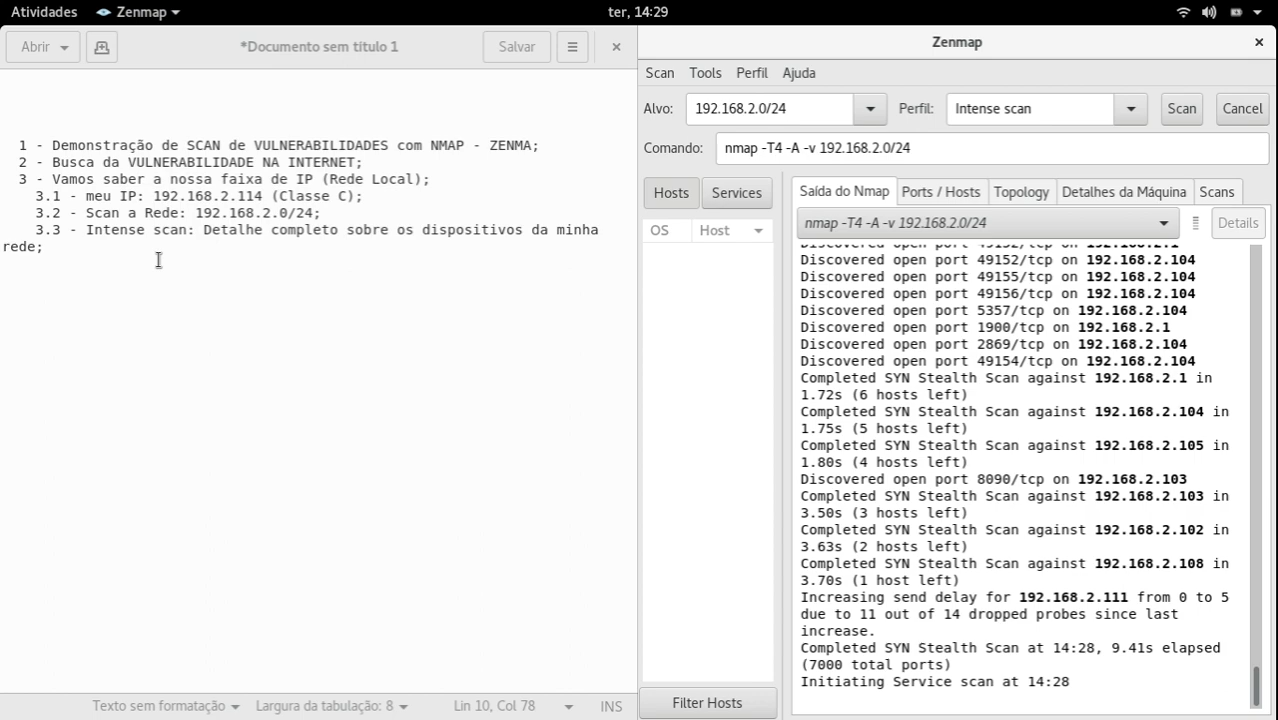 Atividades Zenmap ter, 14:29
Abrir *Documento sem título 1 Salvar
1 - Demonstração de SCAN de VULNERABILIDADES com NMAP - ZENMA;
2 - Busca da VULNERABILIDADE NA INTERNET;
3 - Vamos saber a nossa faixa de IP (Rede Local);
3.1 - meu IP: 192.168.2.114 (Classe C);
3.2 - Scan a Rede: 192.168.2.0/24;
3.3 - Intense scan: Detalhe completo sobre os dispositivos da minha
rede;
Texto sem formatação Largura da tabulação: 8 Lin 10, Col 78 INS
Zenmap
Scan Tools Perfil Ajuda
Alvo: 192.168.2.0/24 Perfil: Intense scan Scan Cancel
Comando: nmap -T4 -A -v 192.168.2.0/24
Hosts Services
OS Host
Filter Hosts
Saída do Nmap Ports / Hosts Topology Detalhes da Máquina Scans
nmap -T4 -A -v 192.168.2.0/24 Details
Discovered open port 49152/tcp on 192.168.2.1
Discovered open port 49152/tcp on 192.168.2.104
Discovered open port 49155/tcp on 192.168.2.104
Discovered open port 49156/tcp on 192.168.2.104
Discovered open port 5357/tcp on 192.168.2.104
Discovered open port 1900/tcp on 192.168.2.1
Discovered open port 2869/tcp on 192.168.2.104
Discovered open port 49154/tcp on 192.168.2.104
Completed SYN Stealth Scan against 192.168.2.1 in
1.72s (6 hosts left)
Completed SYN Stealth Scan against 192.168.2.104 in
1.75s (5 hosts left)
Completed SYN Stealth Scan against 192.168.2.105 in
1.80s (4 hosts left)
Discovered open port 8090/tcp on 192.168.2.103
Completed SYN Stealth Scan against 192.168.2.103 in
3.50s (3 hosts left)
Completed SYN Stealth Scan against 192.168.2.102 in
3.63s (2 hosts left)
Completed SYN Stealth Scan against 192.168.2.108 in
3.70s (1 host left)
Increasing send delay for 192.168.2.111 from 0 to 5
due to 11 out of 14 dropped probes since last
increase.
Completed SYN Stealth Scan at 14:28, 9.41s elapsed
(7000 total ports)
Initiating Service scan at 14:28